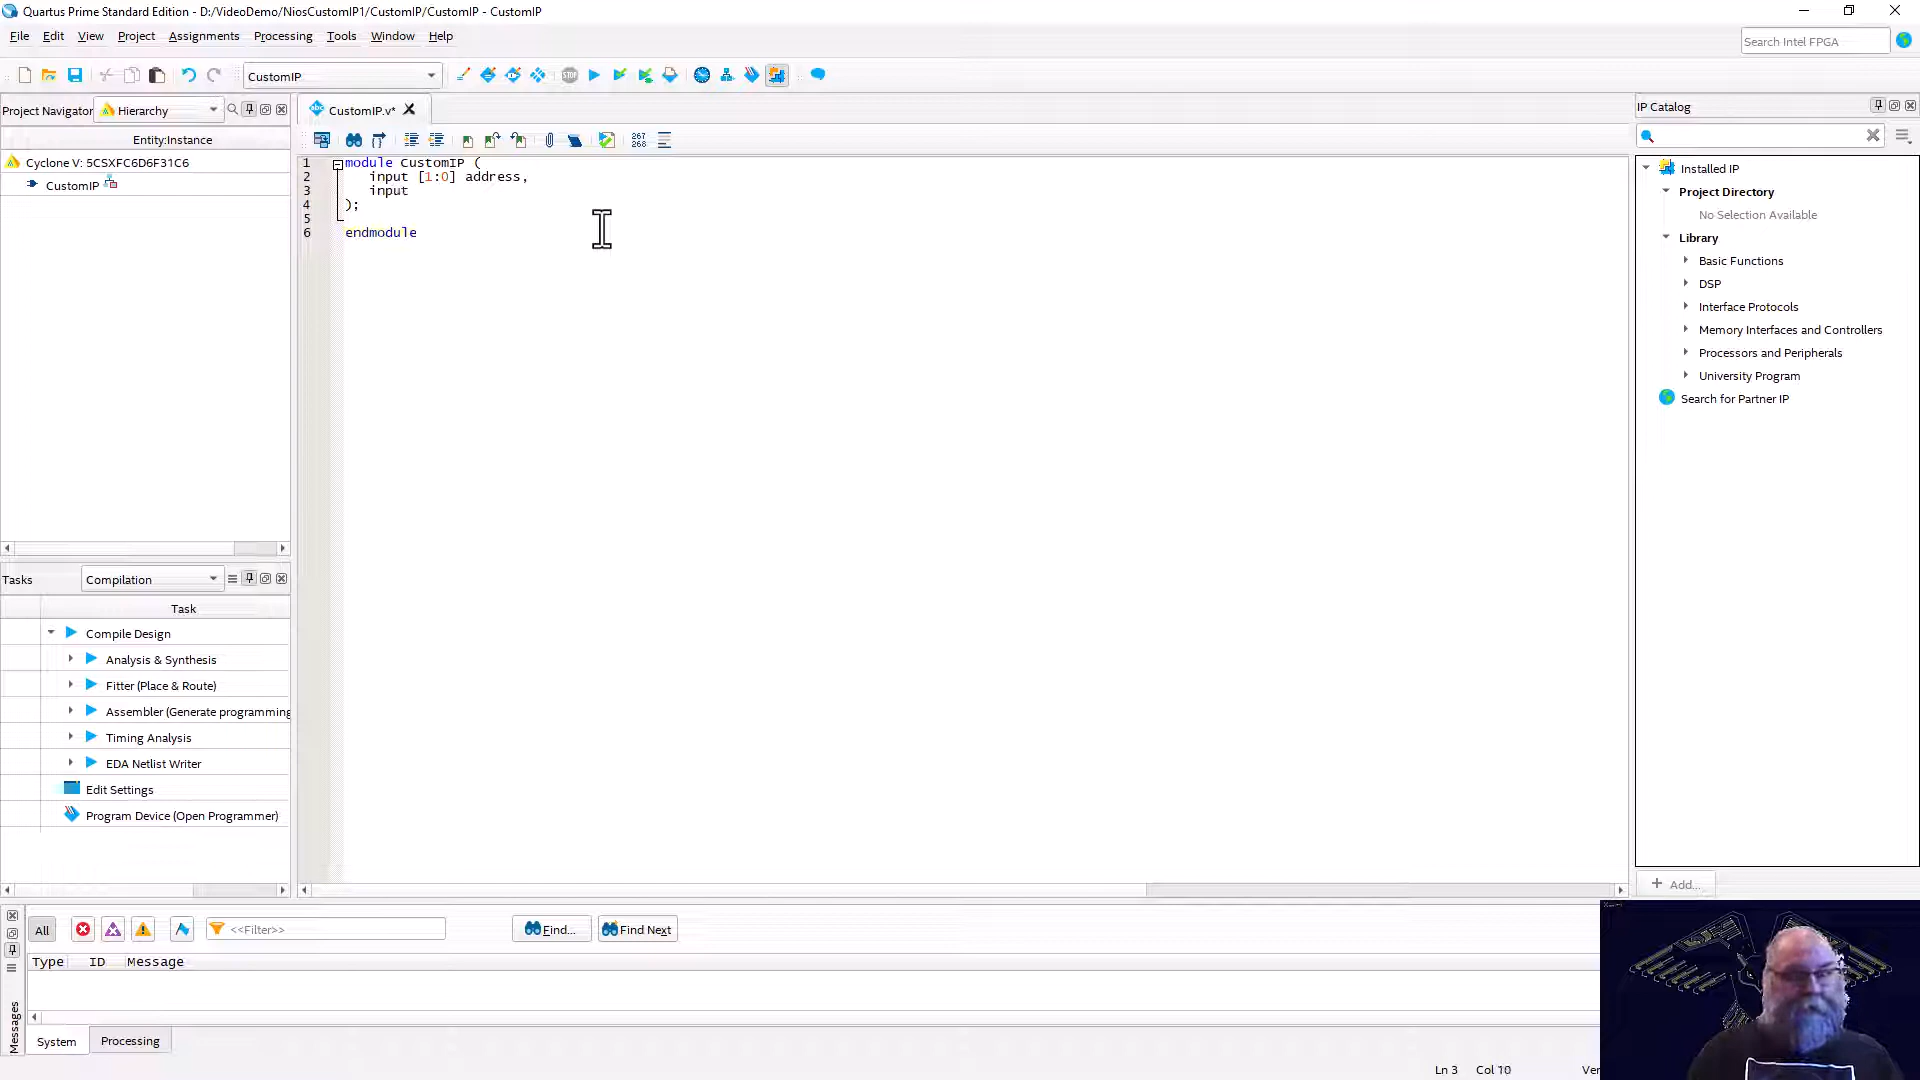 Quartus Prime Standard Edition - D:/VideoDemo/NiosCustomIP1/CustomIP/CustomIP - CustomIP
File Edit View Project Assignments Processing Tools Window Help
Search Intel FPGA
CustomIP
Project Navigator Hierarchy
CustomIP.v*
IP Catalog
Entity:Instance
Cyclone V: 5CSXFC6D6F31C6
CustomIP
267
268
1 module CustomIP (
2 input [1:0] address,
3 input
4 );
5
6 endmodule
Installed IP
Project Directory
No Selection Available
Library
Basic Functions
DSP
Interface Protocols
Memory Interfaces and Controllers
Processors and Peripherals
University Program
Search for Partner IP
+ Add...
Tasks Compilation
Task
Compile Design
Analysis & Synthesis
Fitter (Place & Route)
Assembler (Generate programming
Timing Analysis
EDA Netlist Writer
Edit Settings
Program Device (Open Programmer)
All <<Filter>> Find... Find Next
Type ID Message
Messages
System Processing
Ln 3 Col 10 Ver